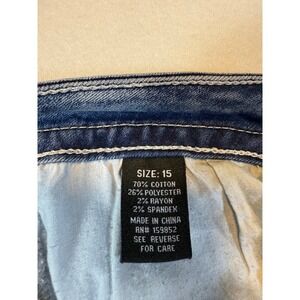 SIZE: 15
70% COTTON
26% POLYESTER
2% RAYON
2% SPANDEX
MADE IN CHINA
RN# 159852
SEE REVERSE
FOR CARE